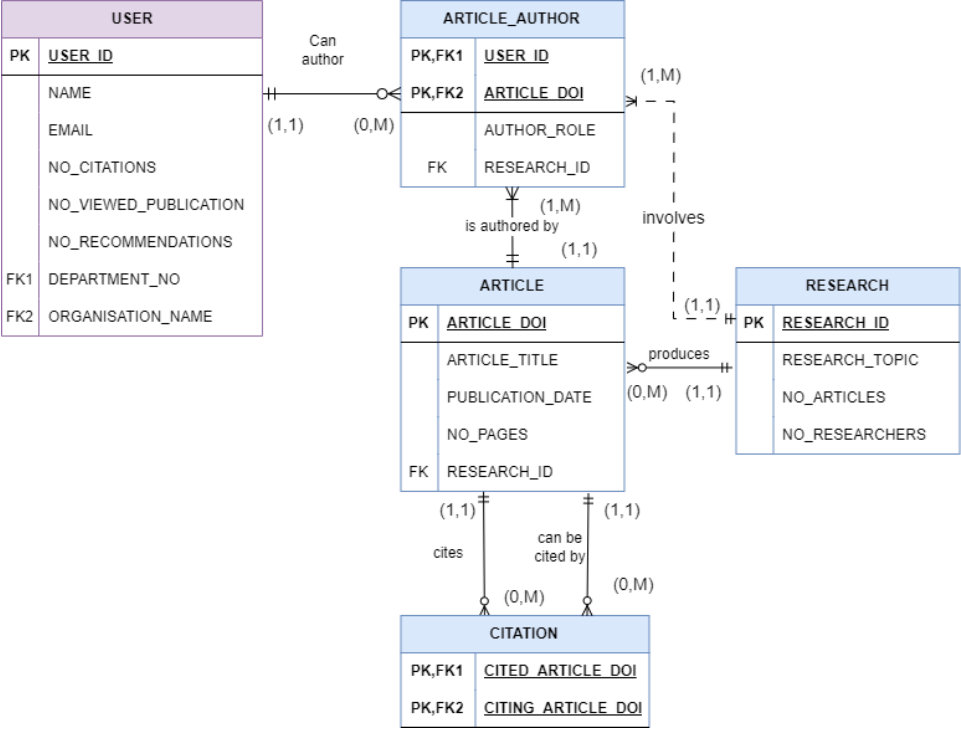 USER
PK USER_ID
NAME
EMAIL
NO_CITATIONS
NO_VIEWED_PUBLICATION
NO_RECOMMENDATIONS
FK1 DEPARTMENT_NO
FK2 ORGANISATION_NAME
Can
author
(1,1)
(0,M)
ARTICLE_AUTHOR
PK,FK1 USER_ID
PK,FK2 ARTICLE_DOI
AUTHOR_ROLE
FK RESEARCH_ID
(1,M)
involves
(1,1)
(1,M)
is authored by
(1,1)
ARTICLE
PK ARTICLE_DOI
ARTICLE_TITLE
PUBLICATION_DATE
NO_PAGES
FK RESEARCH_ID
produces
(0,M)
(1,1)
RESEARCH
PK RESEARCH_ID
RESEARCH_TOPIC
NO_ARTICLES
NO_RESEARCHERS
(1,1)
cites
(0,M)
(1,1)
can be
cited by
(0,M)
CITATION
PK,FK1 CITED_ARTICLE_DOI
PK,FK2 CITING_ARTICLE_DOI